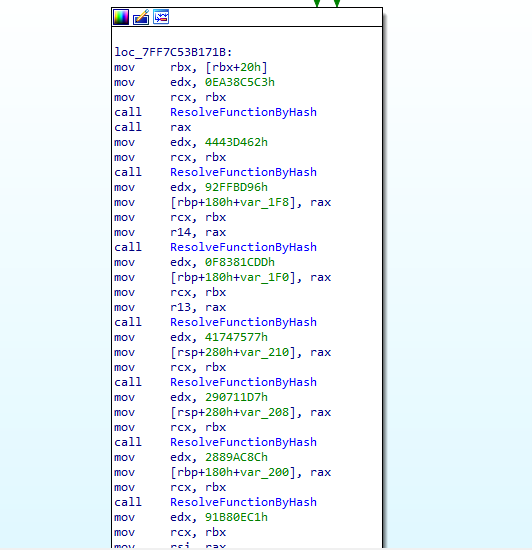 loc_7FF7C53B171B:
mov rbx, [rbx+20h]
mov edx, 0EA38C5C3h
mov rcx, rbx
call ResolveFunctionByHash
call rax
mov edx, 4443D462h
mov rcx, rbx
call ResolveFunctionByHash
mov edx, 92FFBD96h
mov [rbp+180h+var_1F8], rax
mov rcx, rbx
mov r14, rax
call ResolveFunctionByHash
mov edx, 0F8381CDDh
mov [rbp+180h+var_1F0], rax
mov rcx, rbx
mov r13, rax
call ResolveFunctionByHash
mov edx, 41747577h
mov [rsp+280h+var_210], rax
mov rcx, rbx
call ResolveFunctionByHash
mov edx, 290711D7h
mov [rsp+280h+var_208], rax
mov rcx, rbx
call ResolveFunctionByHash
mov edx, 2889AC8Ch
mov [rbp+180h+var_200], rax
mov rcx, rbx
call ResolveFunctionByHash
mov edx, 91B80EC1h
mov rcx, rbx
mov rsi, rax